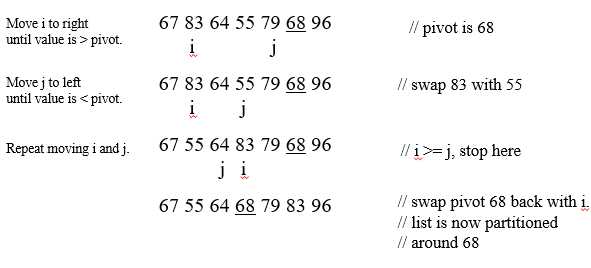 Move i to right
until value is > pivot.
67 83 64 55 79 68 96
// pivot is 68
i j
Move j to left
until value is < pivot.
67 83 64 55 79 68 96
// swap 83 with 55
i j
Repeat moving i and j.
67 55 64 83 79 68 96
// i >= j, stop here
j i
67 55 64 68 79 83 96
// swap pivot 68 back with i.
// list is now partitioned
// around 68